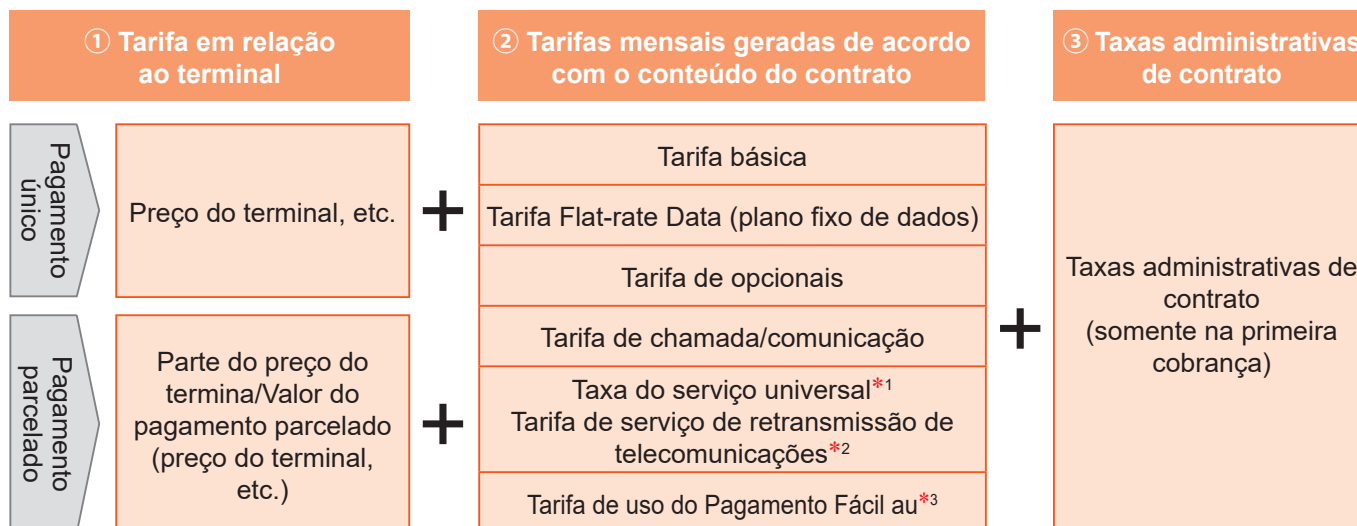 ① Tarifa em relação
ao terminal
② Tarifas mensais geradas de acordo
com o conteúdo do contrato
③ Taxas administrativas
de contrato
Pagamento
único
Preço do terminal, etc.
+
Tarifa básica
Tarifa Flat-rate Data (plano fixo de dados)
Tarifa de opcionais
Tarifa de chamada/comunicação
Taxa do serviço universal*1
Tarifa de serviço de retransmissão de
telecomunicações*2
Tarifa de uso do Pagamento Fácil au*3
+
Taxas administrativas de
contrato
(somente na primeira
cobrança)
Pagamento
parcelado
Parte do preço do
termina/Valor do
pagamento parcelado
(preço do terminal,
etc.)
+